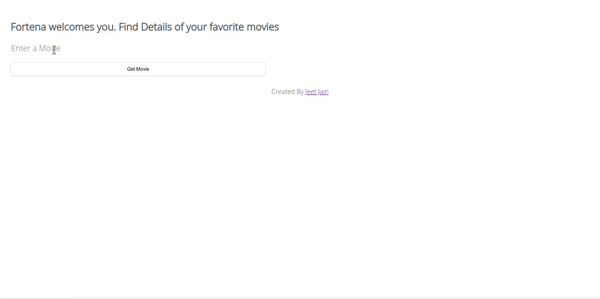 Fortena welcomes you. Find Details of your favorite movies
Enter a Movie
Get Movie
Created By Jeet Jain